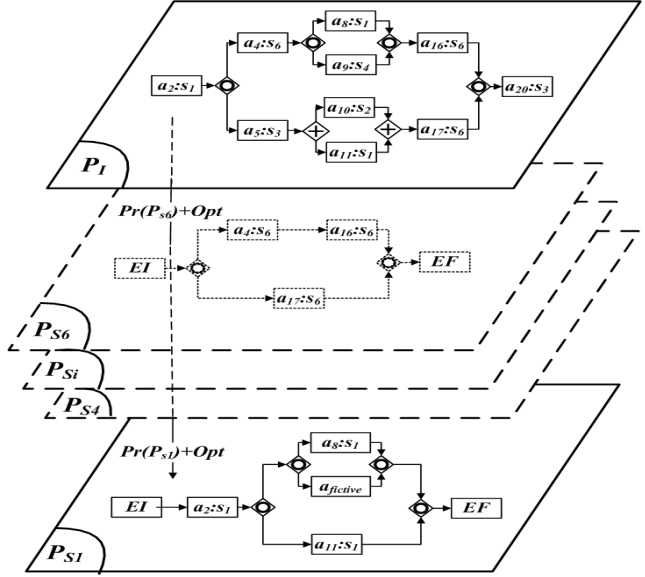 a8:s1
a4:s6
a16:s6
a9:s4
a2:s1
a20:s3
a10:s2
a5:s3
a17:s6
a11:s1
PI
Pr(Ps6)+Opt
a4:s6
a16:s6
EI
EF
a17:s6
PS6
PSi
PS4
Pr(Ps1)+Opt
a8:s1
afictive
EI
a2:s1
EF
a11:s1
PS1